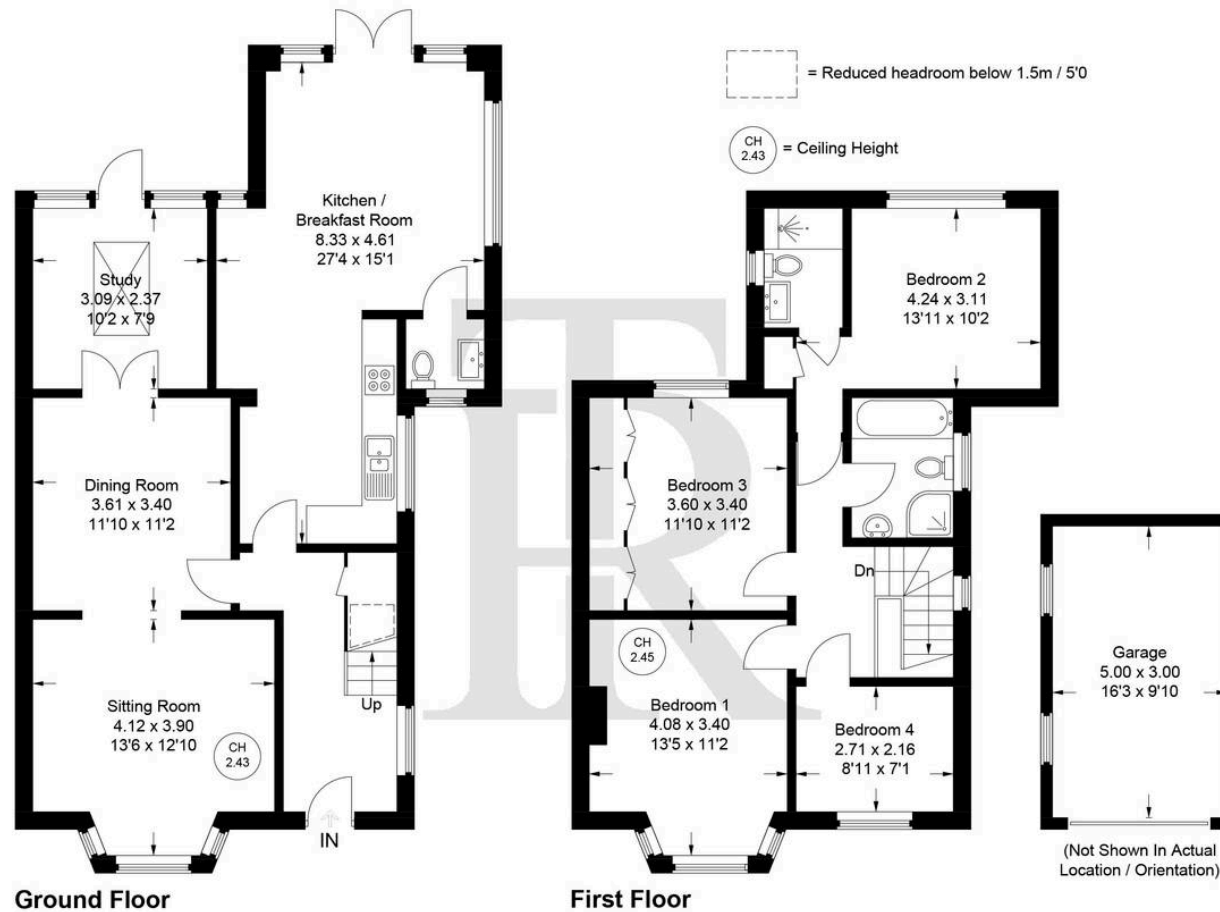 = Reduced headroom below 1.5m / 5'0
CH
2.43
= Ceiling Height
Kitchen /
Breakfast Room
8.33 x 4.61
27'4 x 15'1
Study
3.09 x 2.37
10'2 x 7'9
Dining Room
3.61 x 3.40
11'10 x 11'2
Up
Sitting Room
4.12 x 3.90
13'6 x 12'10
CH
2.43
IN
Ground Floor
Bedroom 2
4.24 x 3.11
13'11 x 10'2
Bedroom 3
3.60 x 3.40
11'10 x 11'2
Dn
CH
2.45
Bedroom 1
4.08 x 3.40
13'5 x 11'2
Bedroom 4
2.71 x 2.16
8'11 x 7'1
First Floor
Garage
5.00 x 3.00
16'3 x 9'10
(Not Shown In Actual
Location / Orientation)
TR